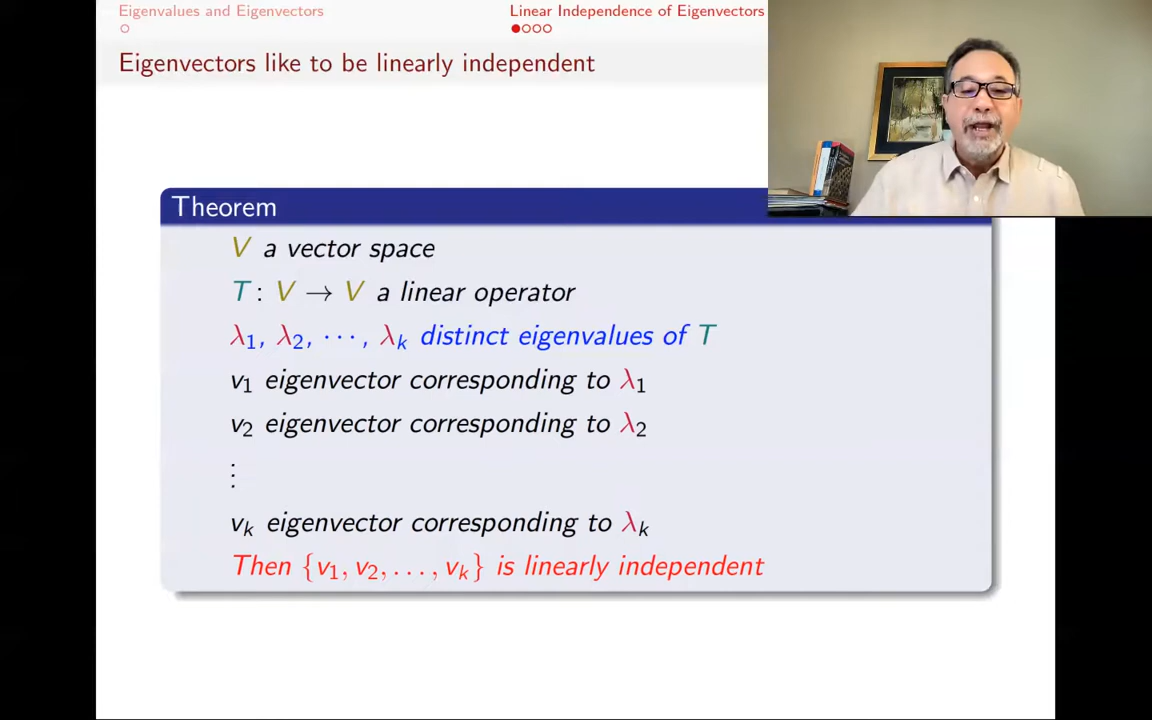 Eigenvalues and Eigenvectors
Linear Independence of Eigenvectors
Eigenvectors like to be linearly independent
Theorem
V a vector space
T : V → V a linear operator
λ₁, λ₂, ⋯ , λₖ distinct eigenvalues of T
v₁ eigenvector corresponding to λ₁
v₂ eigenvector corresponding to λ₂
⋮
vₖ eigenvector corresponding to λₖ
Then {v₁, v₂, . . . , vₖ} is linearly independent